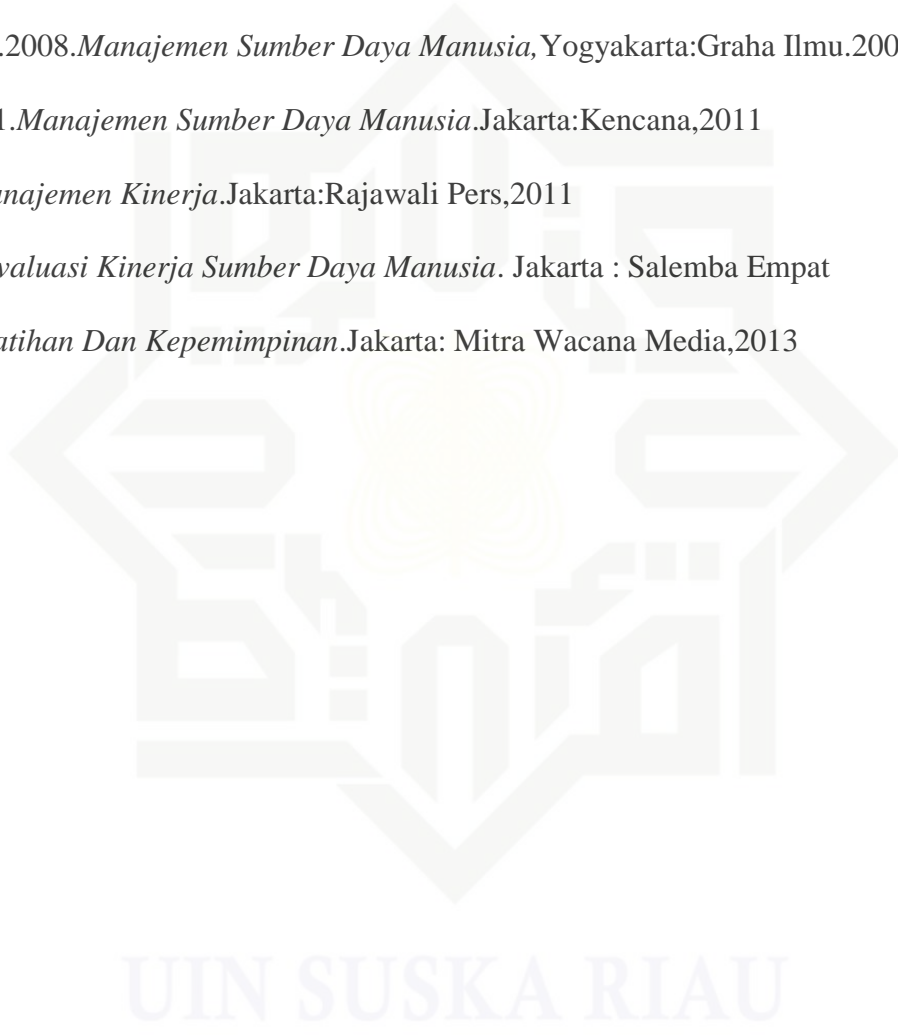 .2008.Manajemen Sumber Daya Manusia,Yogyakarta:Graha Ilmu.200
1.Manajemen Sumber Daya Manusia.Jakarta:Kencana,2011
najemen Kinerja.Jakarta:Rajawali Pers,2011
valuasi Kinerja Sumber Daya Manusia. Jakarta : Salemba Empat
atihan Dan Kepemimpinan.Jakarta: Mitra Wacana Media,2013
UIN SUSKA RIAU